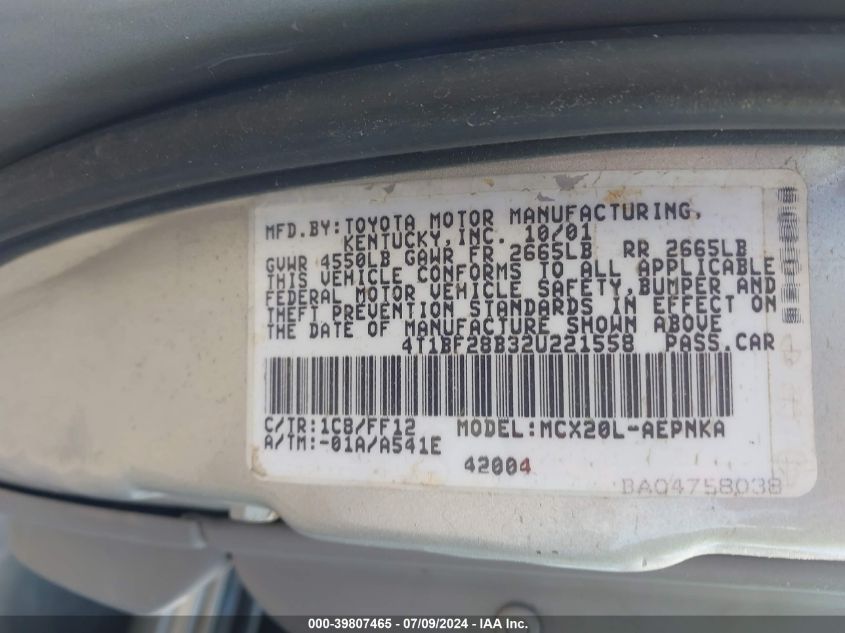 MFD.BY:TOYOTA MOTOR MANUFACTURING,
KENTUCKY,INC. 10/01
GVWR 4550LB GAWR FR 2665LB RR 2665LB
THIS VEHICLE CONFORMS TO ALL APPLICABLE
FEDERAL MOTOR VEHICLE SAFETY,BUMPER AND
THEFT PREVENTION STANDARDS IN EFFECT ON
THE DATE OF MANUFACTURE SHOWN ABOVE
4T1BF28B32U221558 PASS.CAR
C/TR:1C8/FF12 MODEL:MCX20L-AEPNKA
A/TM:-01A/A541E
42004
BA04758038
000-39807465 - 07/09/2024 - IAA Inc.